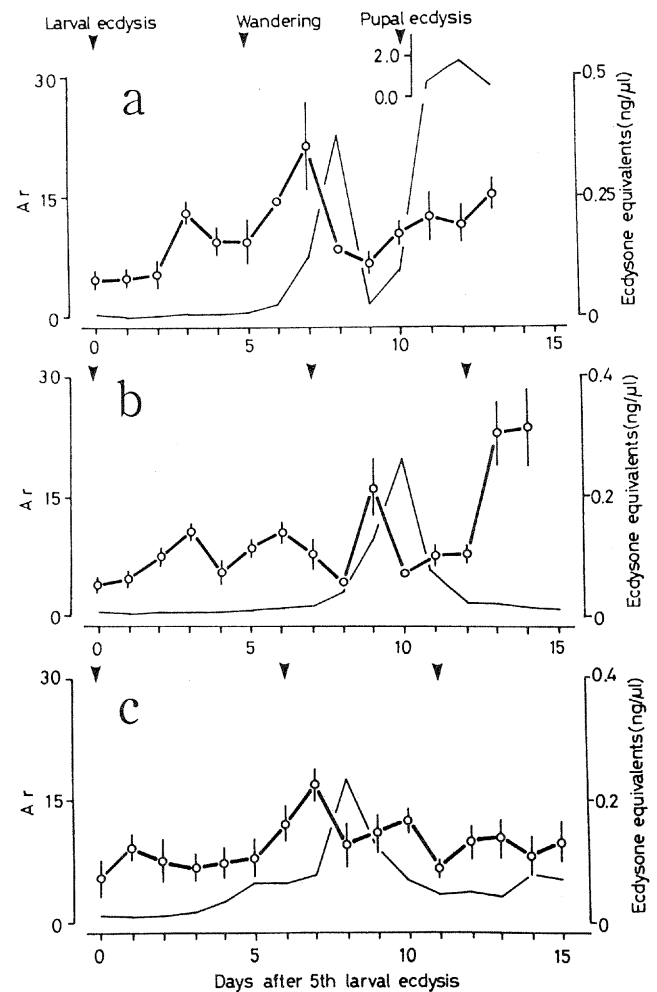 Larval ecdysis Wandering Pupal ecdysis
2.0
0.0
30
15
0
Ar
a
0.5
0.25
0
Ecdysone equivalents(ng/μl)
0 5 10 15
30
15
0
Ar
b
0.4
0.2
0
Ecdysone equivalents(ng/μl)
0 5 10 15
30
15
0
Ar
c
0.4
0.2
0
Ecdysone equivalents(ng/μl)
0 5 10 15
Days after 5th larval ecdysis